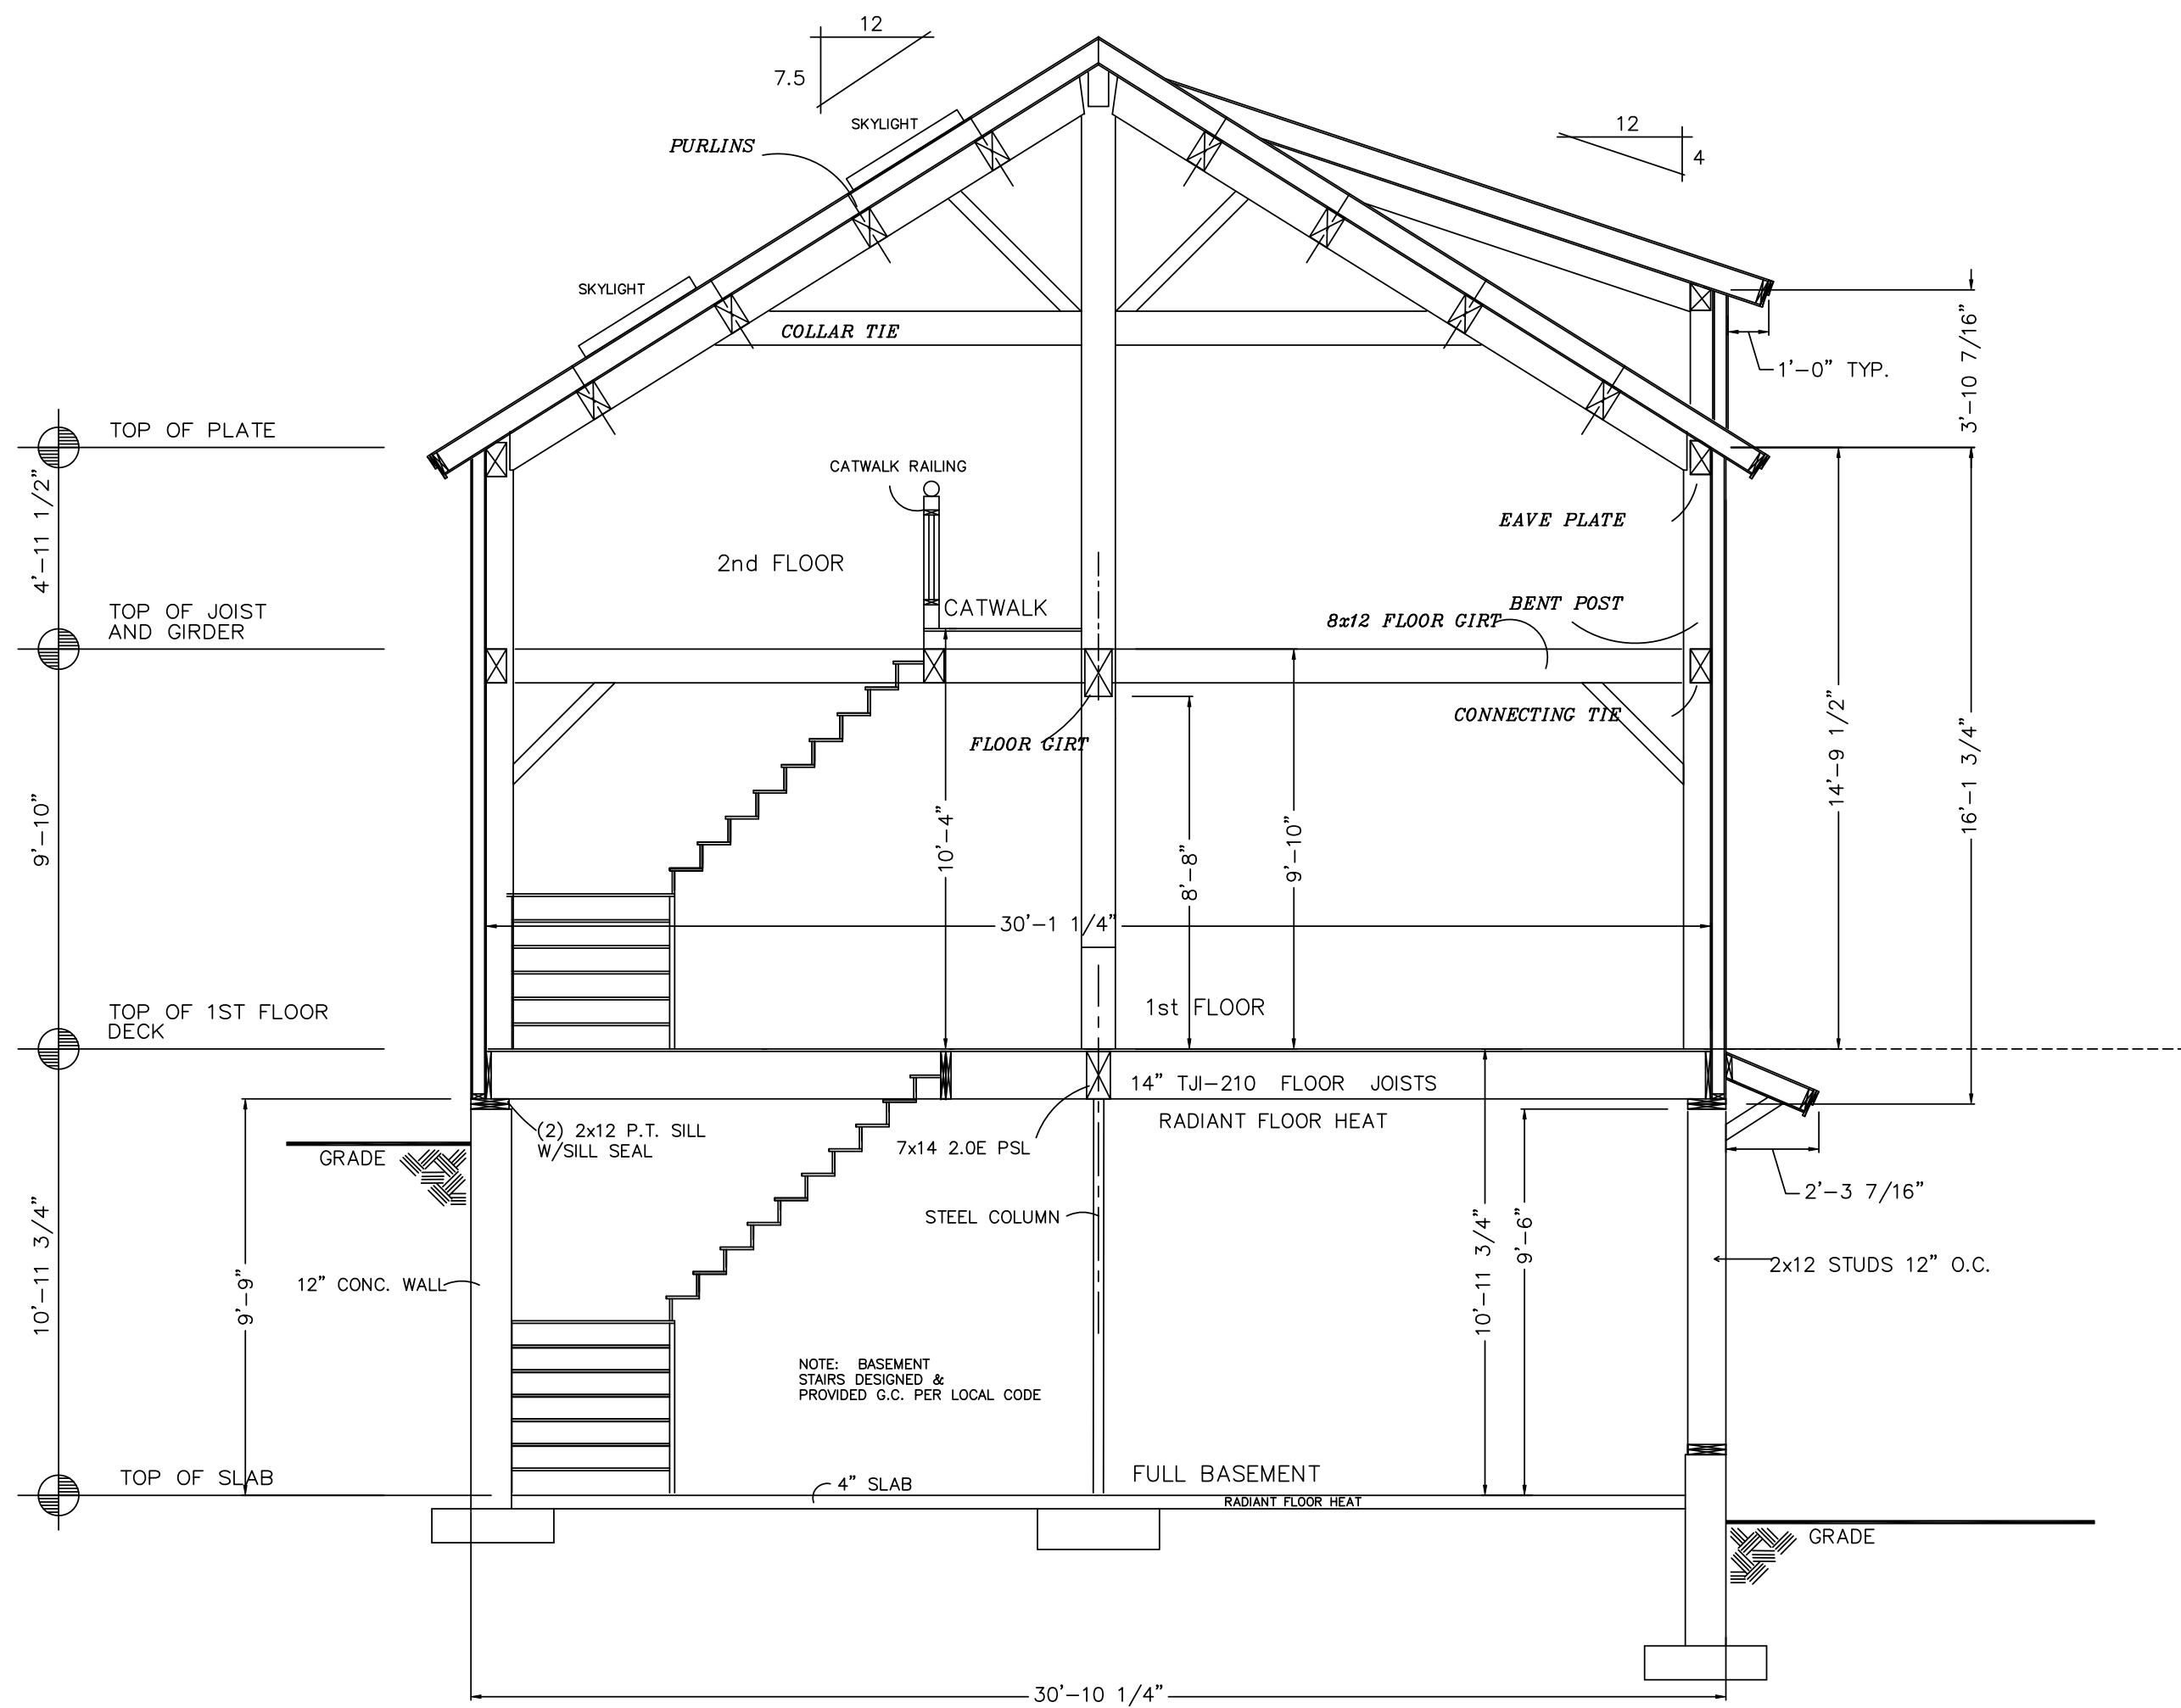 12
7.5
SKYLIGHT
PURLINS
12
4
SKYLIGHT
COLLAR TIE
3'-10 7/16"
1'-0" TYP.
TOP OF PLATE
CATWALK RAILING
4'-11 1/2"
EAVE PLATE
2nd FLOOR
CATWALK
BENT POST
8x12 FLOOR GIRT
TOP OF JOIST
AND GIRDER
CONNECTING TIE
FLOOR GIRT
14'-9 1/2"
16'-1 3/4"
9'-10"
10'-4"
8'-8"
9'-10"
30'-1 1/4"
1st FLOOR
TOP OF 1ST FLOOR
DECK
14" TJI-210 FLOOR JOISTS
RADIANT FLOOR HEAT
(2) 2x12 P.T. SILL
W/SILL SEAL
7x14 2.0E PSL
GRADE
2'-3 7/16"
STEEL COLUMN
10'-11 3/4"
9'-9"
12" CONC. WALL
10'-11 3/4"
9'-6"
2x12 STUDS 12" O.C.
NOTE: BASEMENT
STAIRS DESIGNED &
PROVIDED G.C. PER LOCAL CODE
TOP OF SLAB
4" SLAB
FULL BASEMENT
RADIANT FLOOR HEAT
GRADE
30'-10 1/4"